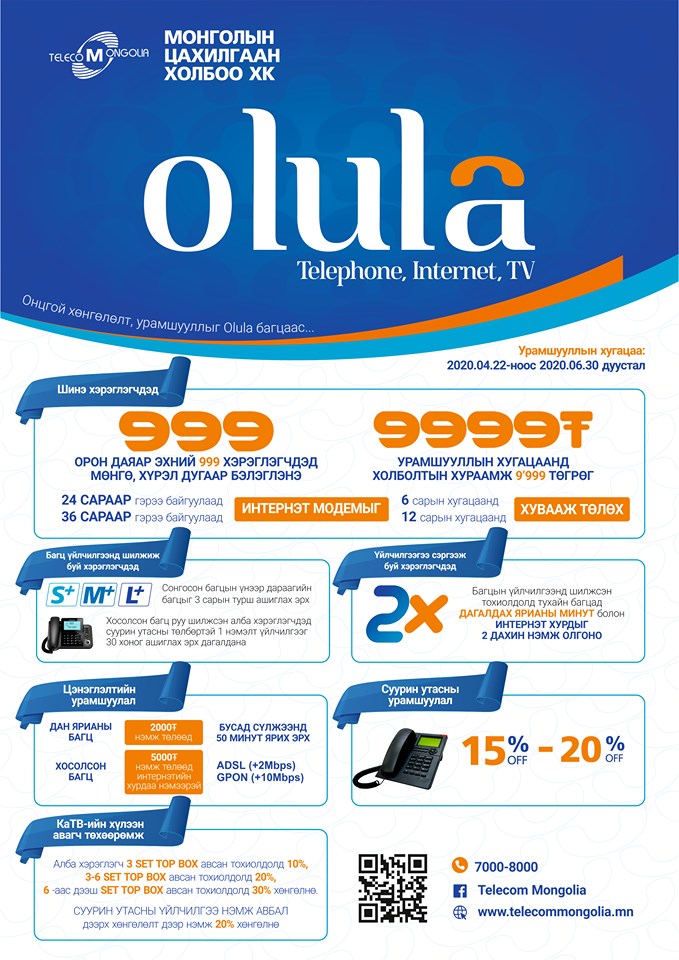 TELECOM MONGOLIA
МОНГОЛЫН
ЦАХИЛГААН
ХОЛБОО ХК
olula
Telephone, Internet, TV
Онцгой хөнгөлөлт, урамшууллыг Olula багцаас...
Урамшууллын хугацаа:
2020.04.22-ноос 2020.06.30 дуустал
Шинэ хэрэглэгчдэд
999
ОРОН ДАЯАР ЭХНИЙ 999 ХЭРЭГЛЭГЧДЭД
МӨНГӨ, ХҮРЭЛ ДУГААР БЭЛЭГЛЭНЭ
24 САРААР гэрээ байгуулаад
36 САРААР гэрээ байгуулаад
ИНТЕРНЭТ МОДЕМЫГ
9999₮
УРАМШУУЛЛЫН ХУГАЦААНД
ХОЛБОЛТЫН ХУРААМЖ 9'999 ТӨГРӨГ
6 сарын хугацаанд
12 сарын хугацаанд
ХУВААЖ ТӨЛӨХ
Багц үйлчилгээнд шилжиж
буй хэрэглэгчдэд
S+ M+ L+
Сонгосон багцын үнээр дараагийн
багцыг 3 сарын турш ашиглах эрх
Хосолсон багц руу шилжсэн алба хэрэглэгчдэд
суурин утасны төлбөртэй 1 нэмэлт үйлчилгээг
30 хоног ашиглах эрх дагалдана
Үйлчилгээгээ сэргээж
буй хэрэглэгчдэд
2x
Багцын үйлчилгээнд шилжсэн
тохиолдолд тухайн багцад
ДАГАЛДАХ ЯРИАНЫ МИНУТ болон
ИНТЕРНЭТ ХУРДЫГ
2 ДАХИН НЭМЖ ОЛГОНО
Цэнэглэлтийн
урамшуулал
ДАН ЯРИАНЫ
БАГЦ
2000₮
нэмж төлөөд
БУСАД СҮЛЖЭЭНД
50 МИНУТ ЯРИХ ЭРХ
ХОСОЛСОН
БАГЦ
5000₮
нэмж төлөөд
интернетийн
хурдаа нэмээрэй
ADSL (+2Mbps)
GPON (+10Mbps)
Суурин утасны
урамшуулал
15% OFF - 20% OFF
КаТВ-ийн хүлээн
авагч төхөөрөмж
Алба хэрэглэгч 3 SET TOP BOX авсан тохиолдолд 10%,
3-6 SET TOP BOX авсан тохиолдолд 20%,
6 -аас дээш SET TOP BOX авсан тохиолдолд 30% хөнгөлнө.
СУУРИН УТАСНЫ ҮЙЛЧИЛГЭЭ НЭМЖ АВБАЛ
дээрх хөнгөлөлт дээр нэмж 20% хөнгөлнө
7000-8000
Telecom Mongolia
www.telecommongolia.mn